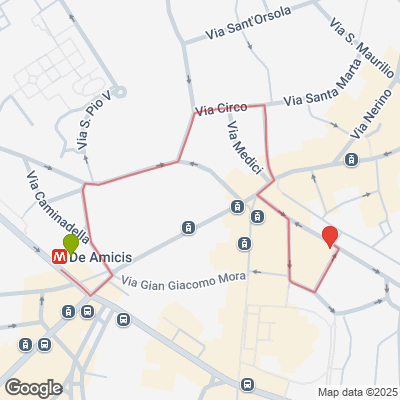 Via Sant'Orsola
Via S. Maurilio
Via Santa Marta
Via Circo
Via Nerino
Via S. Pio V
Via Medici
Via Caminadella
M De Amicis
Via Gian Giacomo Mora
Google
Map data ©2025